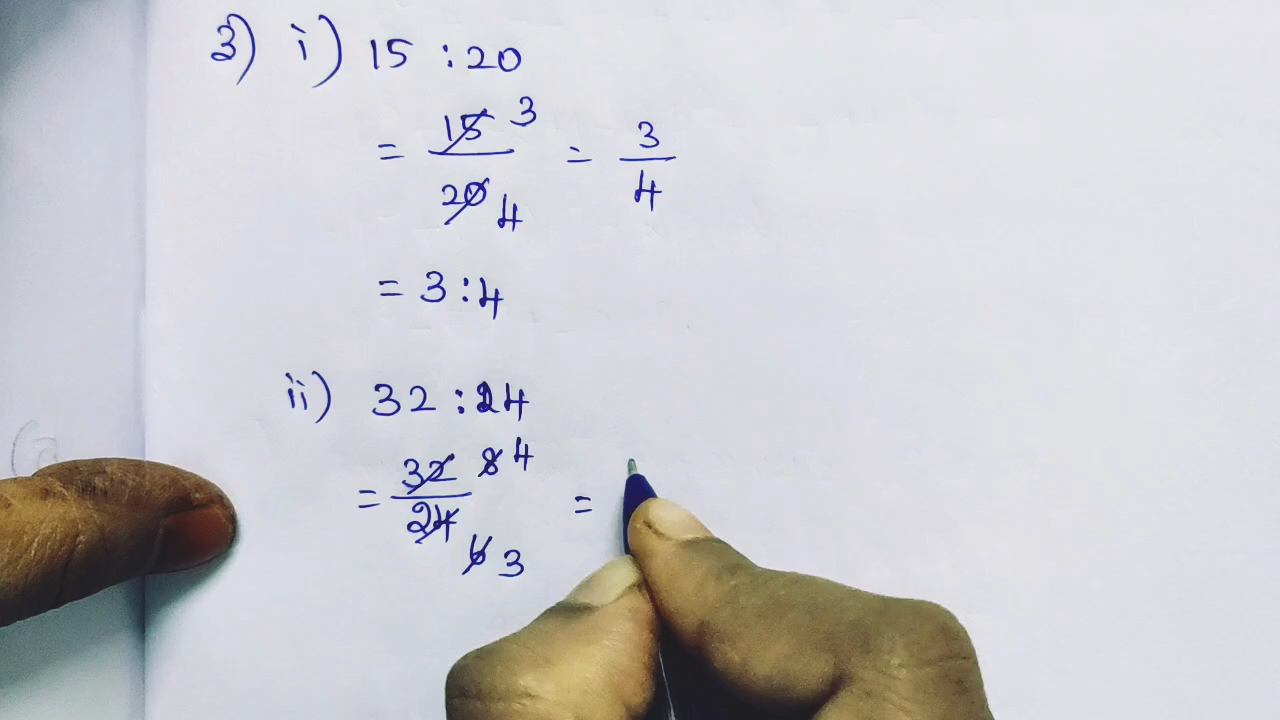 3) i) 15 : 20
= 15/20 3/4 = 3/4
= 3 : 4
ii) 32 : 24
= 32/24 8/6 4/3 =